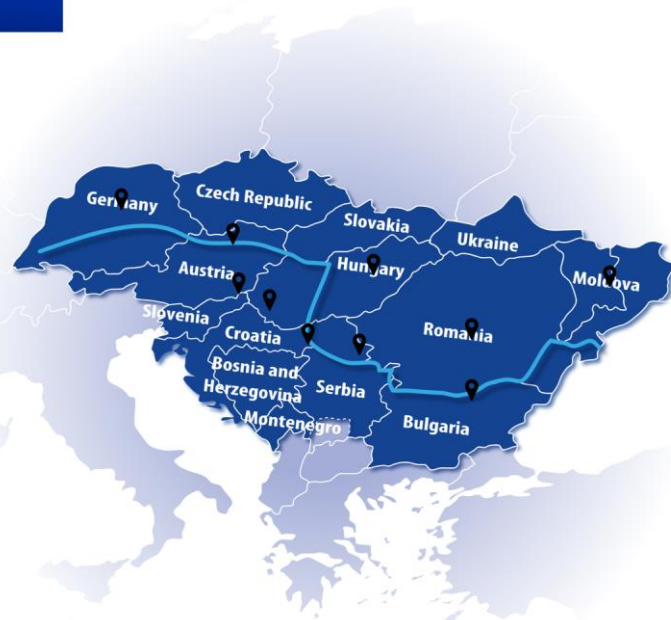 Germany
Czech Republic
Slovakia
Ukraine
Austria
Hungary
Moldova
Slovenia
Croatia
Romania
Bosnia and
Herzegovina
Serbia
Montenegro
Bulgaria